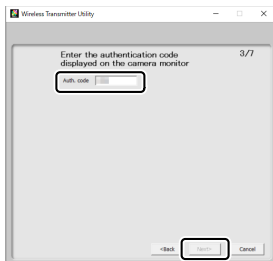 Wireless Transmitter Utility
Enter the authentication code 3/7
displayed on the camera monitor
Auth. code
<Back Next> Cancel